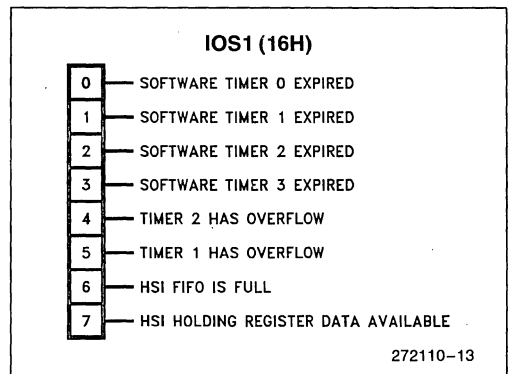 IOS1 (16H)
0 SOFTWARE TIMER 0 EXPIRED
1 SOFTWARE TIMER 1 EXPIRED
2 SOFTWARE TIMER 2 EXPIRED
3 SOFTWARE TIMER 3 EXPIRED
4 TIMER 2 HAS OVERFLOW
5 TIMER 1 HAS OVERFLOW
6 HSI FIFO IS FULL
7 HSI HOLDING REGISTER DATA AVAILABLE
272110–13